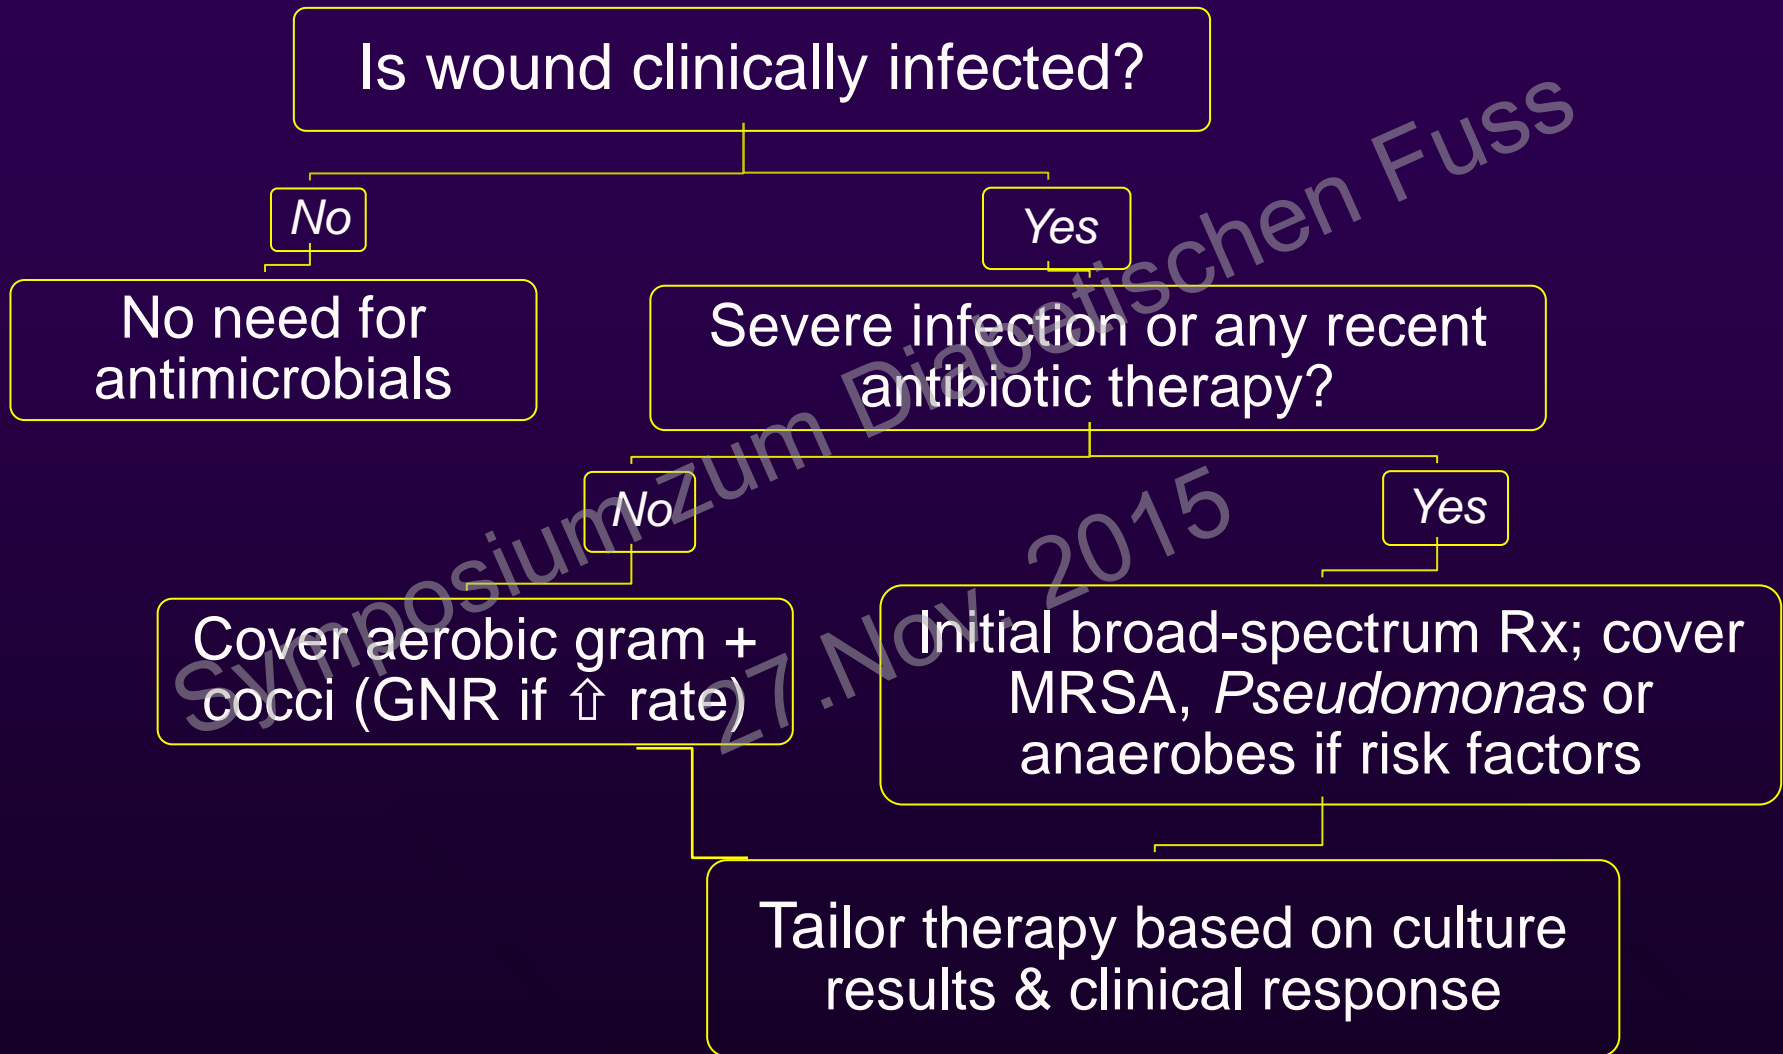 Is wound clinically infected?
No
Yes
No need for
antimicrobials
Severe infection or any recent
antibiotic therapy?
No
Yes
Cover aerobic gram +
cocci (GNR if ⇧ rate)
Initial broad-spectrum Rx; cover
MRSA, Pseudomonas or
anaerobes if risk factors
Tailor therapy based on culture
results & clinical response
Symposium zum Diabetischen Fuss
27.Nov. 2015